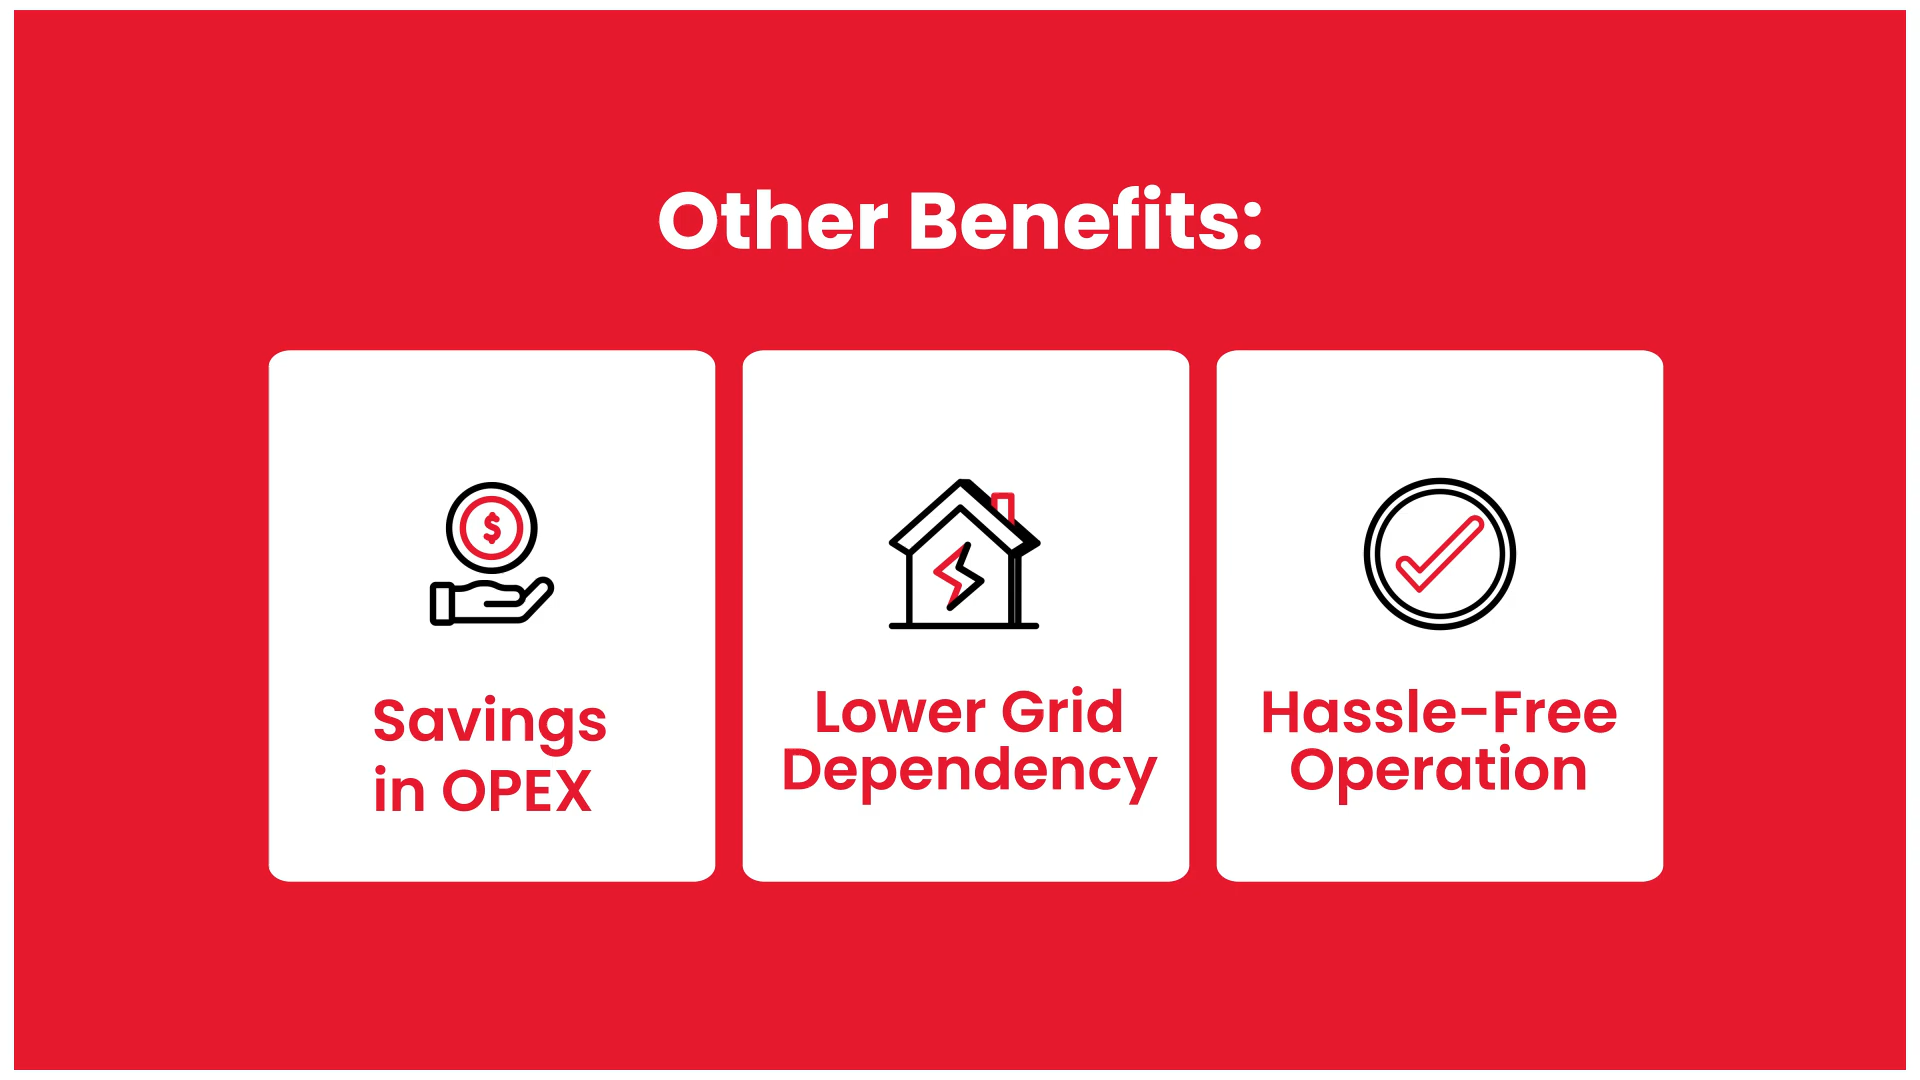 Other Benefits:
$
Savings
in OPEX
Lower Grid
Dependency
Hassle-Free
Operation